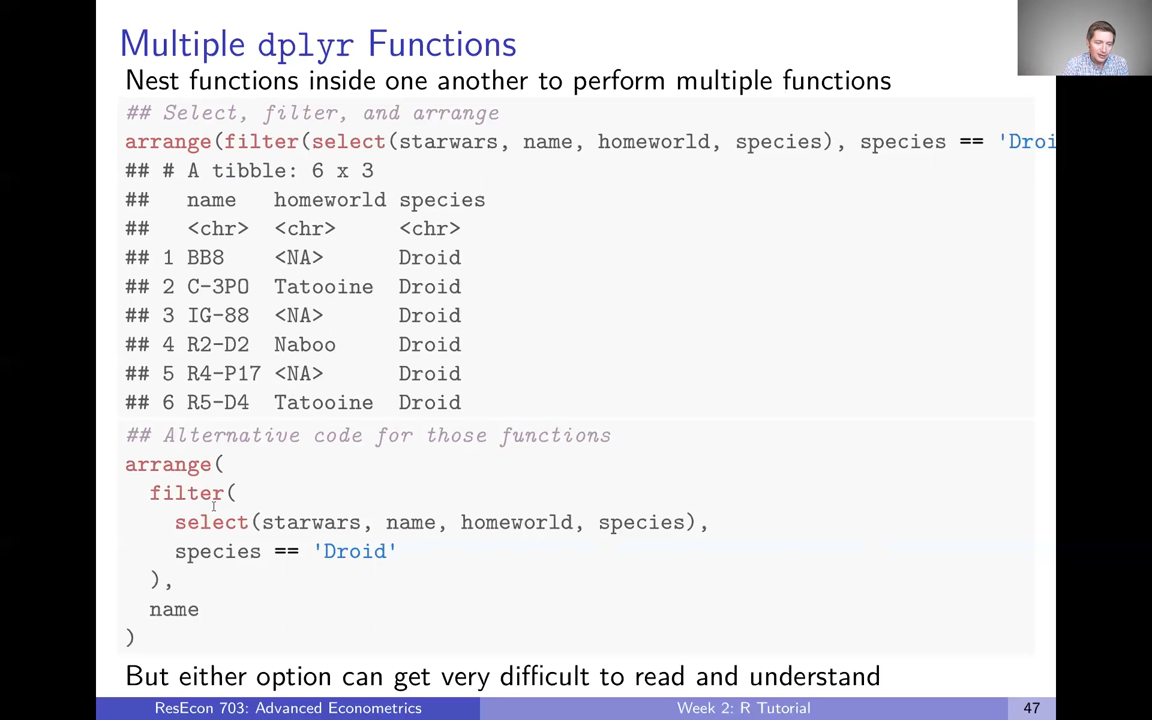 Multiple dplyr Functions
Nest functions inside one another to perform multiple functions
## Select, filter, and arrange
arrange(filter(select(starwars, name, homeworld, species), species == 'Droi
## # A tibble: 6 x 3
##   name   homeworld species
##   <chr>  <chr>     <chr>
## 1 BB8    <NA>      Droid
## 2 C-3PO  Tatooine  Droid
## 3 IG-88  <NA>      Droid
## 4 R2-D2  Naboo     Droid
## 5 R4-P17 <NA>      Droid
## 6 R5-D4  Tatooine  Droid
## Alternative code for those functions
arrange(
  filter(
    select(starwars, name, homeworld, species),
    species == 'Droid'
  ),
  name
)
But either option can get very difficult to read and understand
ResEcon 703: Advanced Econometrics Week 2: R Tutorial 47